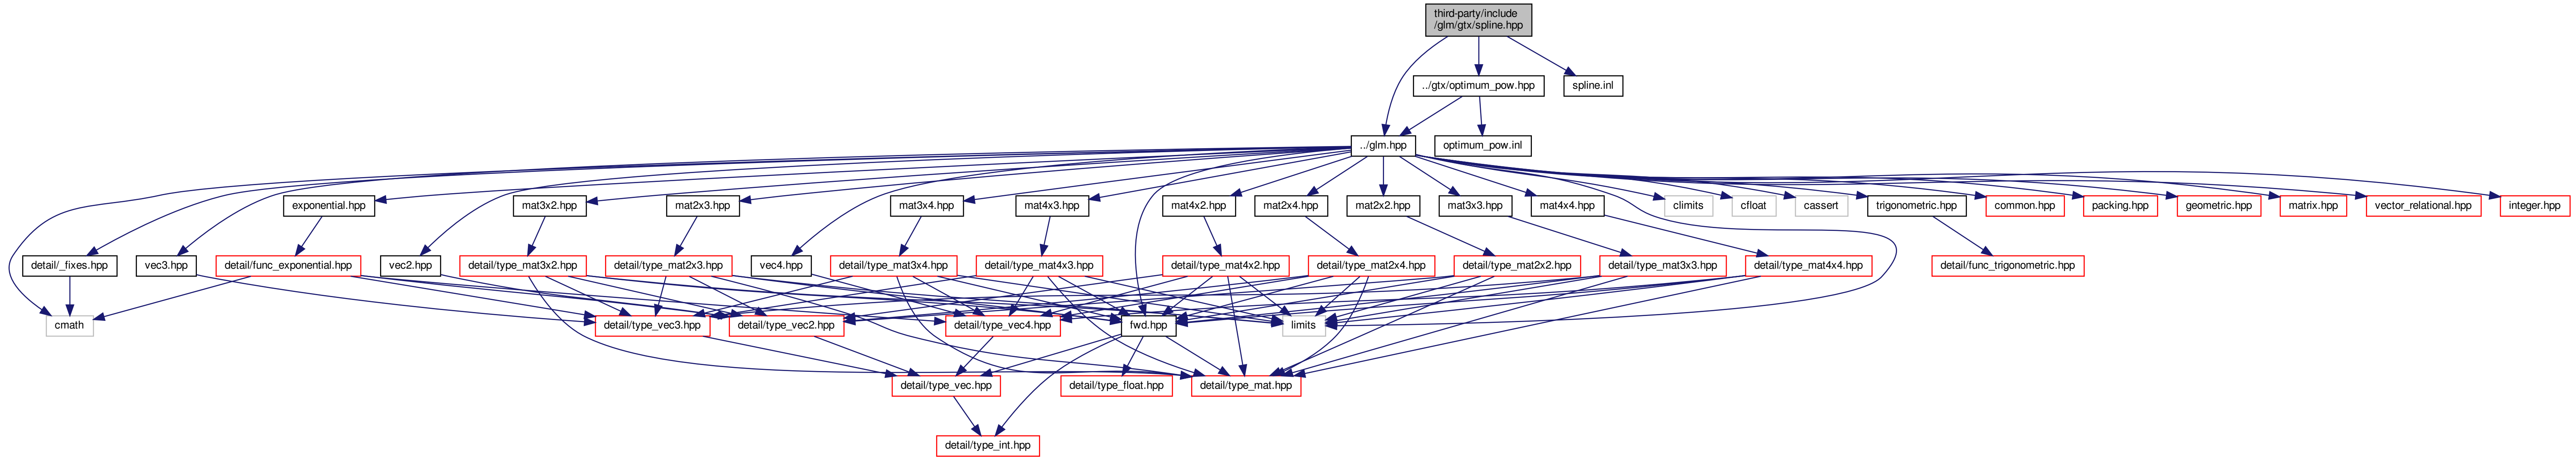 third-party/include
/glm/gtx/spline.hpp
../gtx/optimum_pow.hpp
spline.inl
../glm.hpp
optimum_pow.inl
exponential.hpp
mat3x2.hpp
mat2x3.hpp
mat3x4.hpp
mat4x3.hpp
mat4x2.hpp
mat2x4.hpp
mat2x2.hpp
mat3x3.hpp
mat4x4.hpp
climits
cfloat
cassert
trigonometric.hpp
common.hpp
packing.hpp
geometric.hpp
matrix.hpp
vector_relational.hpp
integer.hpp
detail/_fixes.hpp
vec3.hpp
detail/func_exponential.hpp
vec2.hpp
detail/type_mat3x2.hpp
detail/type_mat2x3.hpp
vec4.hpp
detail/type_mat3x4.hpp
detail/type_mat4x3.hpp
detail/type_mat4x2.hpp
detail/type_mat2x4.hpp
detail/type_mat2x2.hpp
detail/type_mat3x3.hpp
detail/type_mat4x4.hpp
detail/func_trigonometric.hpp
cmath
detail/type_vec3.hpp
detail/type_vec2.hpp
detail/type_vec4.hpp
fwd.hpp
limits
detail/type_vec.hpp
detail/type_float.hpp
detail/type_mat.hpp
detail/type_int.hpp